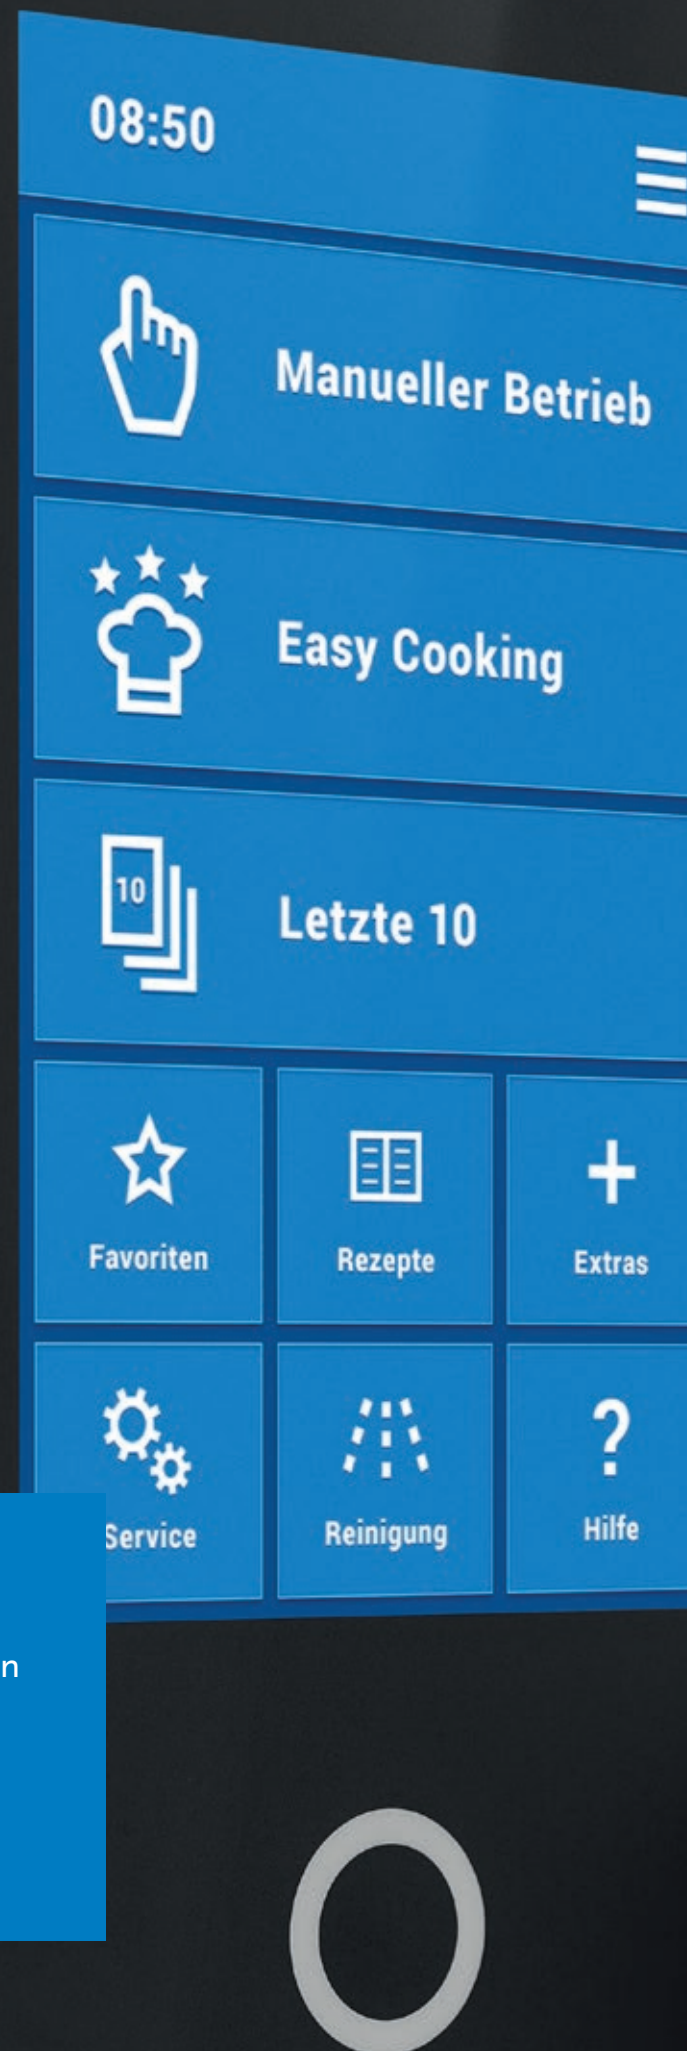 08:50
Manueller Betrieb
Easy Cooking
10
Letzte 10
Favoriten
Rezepte
Extras
Service
Reinigung
?
Hilfe
n